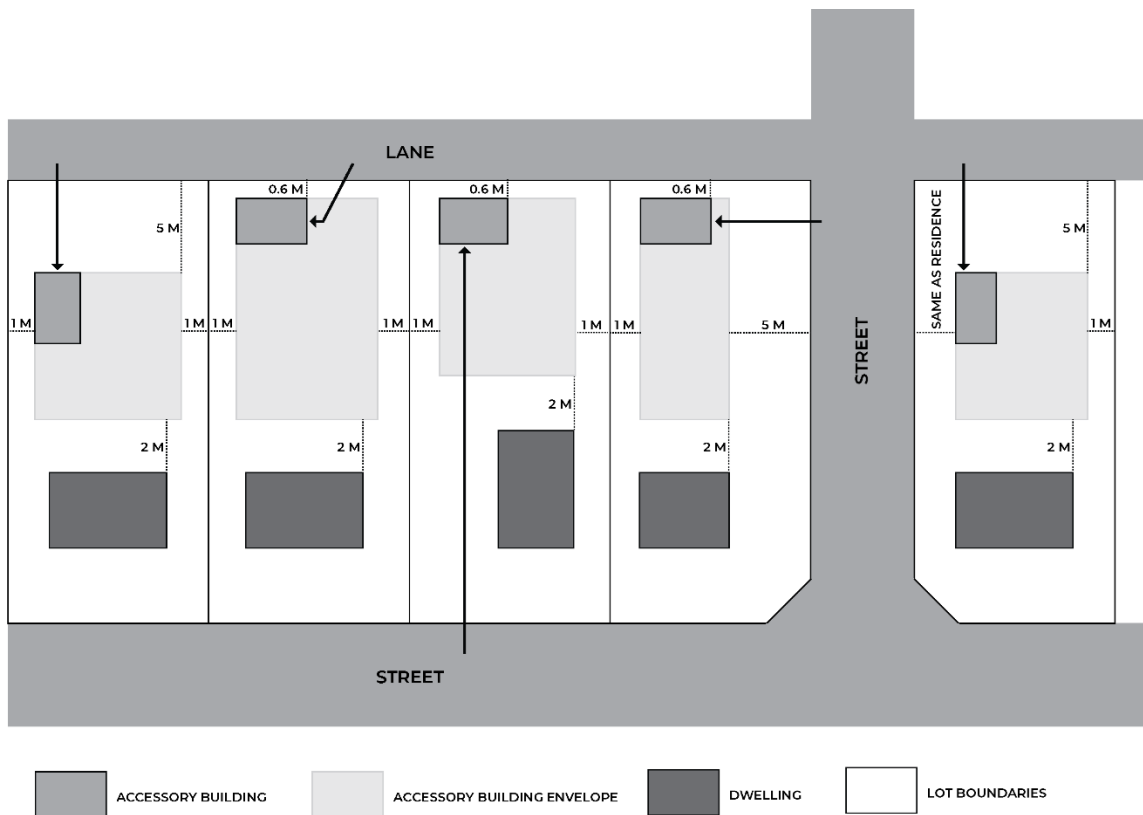 LANE
0.6 M
0.6 M
0.6 M
5 M
5 M
SAME AS RESIDENCE
1 M
1 M
1 M
1 M
1 M
1 M
1 M
5 M
1 M
STREET
2 M
2 M
2 M
2 M
2 M
STREET
ACCESSORY BUILDING
ACCESSORY BUILDING ENVELOPE
DWELLING
LOT BOUNDARIES